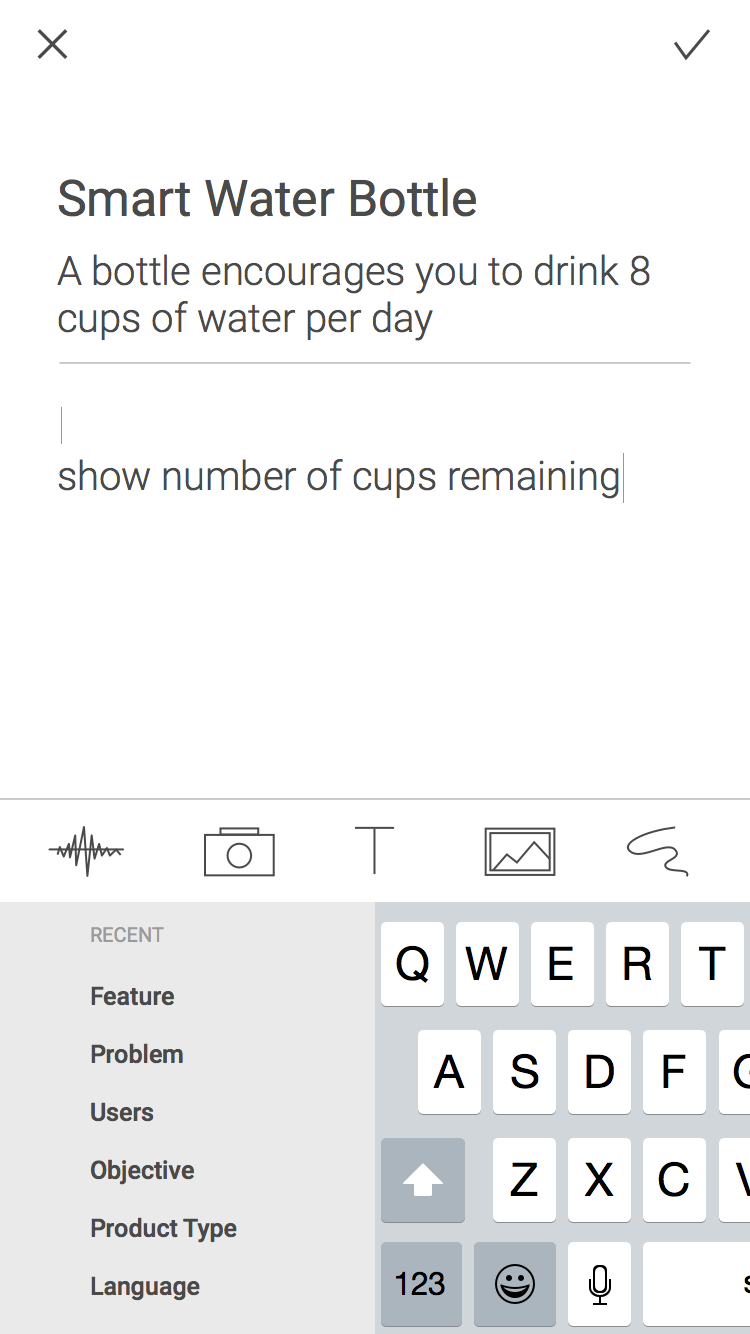 Smart Water Bottle
A bottle encourages you to drink 8
cups of water per day
show number of cups remaining
RECENT
Feature
Problem
Users
Objective
Product Type
Language
Q W E R T
A S D F
Z X C
123